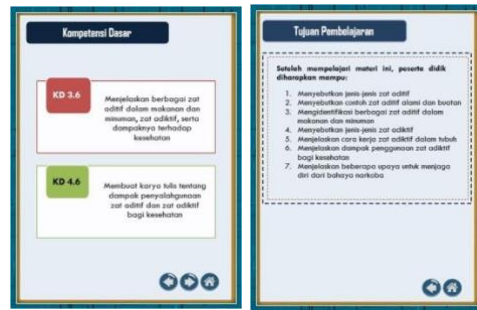 Kompetensi Dasar
KD 3.6
Menjelaskan berbagai zat
aditif dalam makanan dan
minuman, zat adiktif, serta
dampaknya terhadap
kesehatan
KD 4.6
Membuat karya tulis tentang
dampak penyalahgunaan
zat aditif dan zat adiktif
bagi kesehatan
Tujuan Pembelajaran
Setelah mempelajari materi ini, peserta didik
diharapkan mampu:
1. Menyebutkan jenis-jenis zat aditif
2. Menyebutkan contoh zat aditif alami dan buatan
3. Mengidentifikasi berbagai zat aditif dalam
makanan dan minuman
4. Menyebutkan jenis-jenis zat adiktif
5. Menjelaskan cara kerja zat adiktif dalam tubuh
6. Menjelaskan dampak penggunaan zat adiktif
bagi kesehatan
7. Menjelaskan beberapa upaya untuk menjaga
diri dari bahaya narkoba